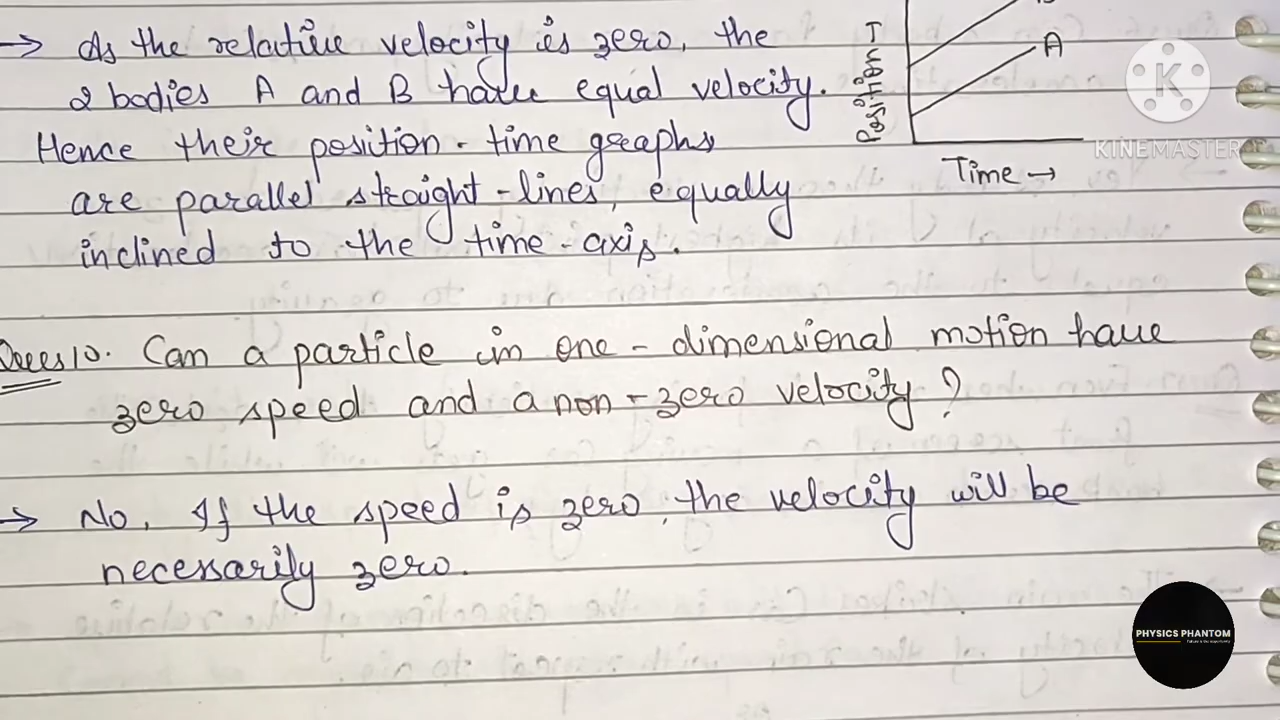 → As the relative velocity is zero, the
2 bodies A and B have equal velocity.
Hence their position-time graphs
are parallel straight-lines, equally
inclined to the time-axis.
A
Position →
Time →
K
KINEMASTER
Ques10. Can a particle in one-dimensional motion have
zero speed and a non-zero velocity?
→ No, If the speed is zero, the velocity will be
necessarily zero.
PHYSICS PHANTOM